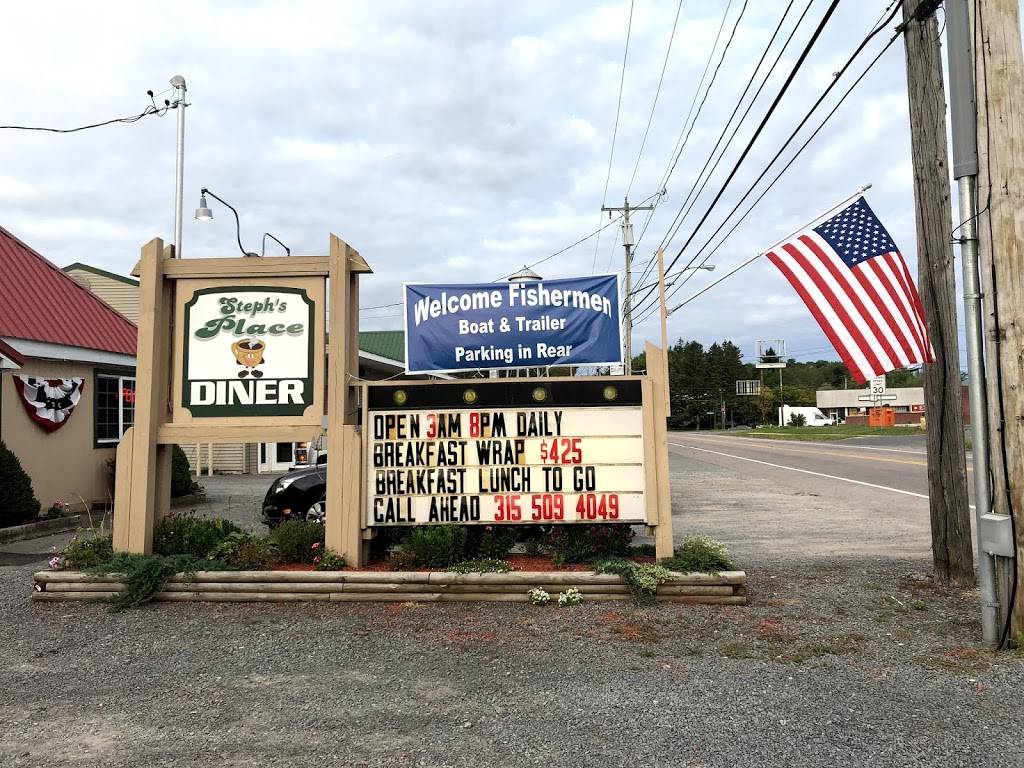 Steph's
Place
DINER
Welcome Fishermen
Boat & Trailer
Parking in Rear
OPEN 3AM 8PM DAILY
BREAKFAST WRAP $425
BREAKFAST LUNCH TO GO
CALL AHEAD 315 509 4049
30